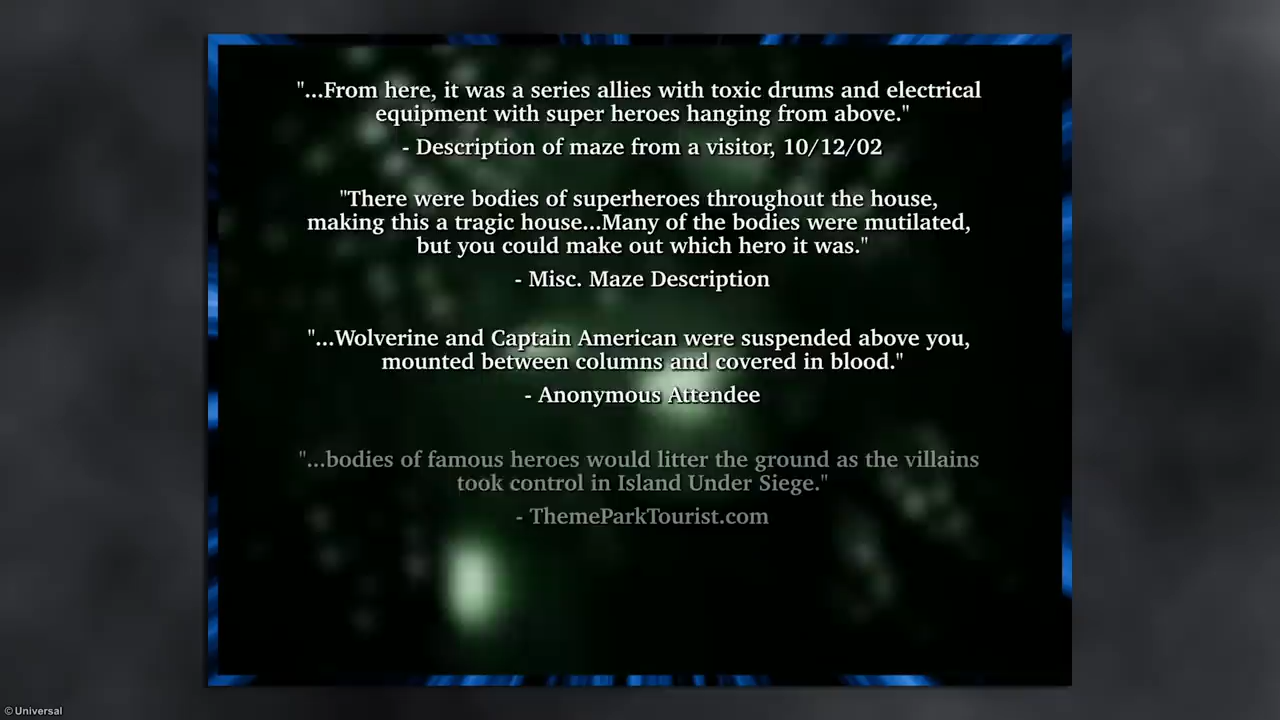 "...From here, it was a series allies with toxic drums and electrical
equipment with super heroes hanging from above."
- Description of maze from a visitor, 10/12/02
"There were bodies of superheroes throughout the house,
making this a tragic house...Many of the bodies were mutilated,
but you could make out which hero it was."
- Misc. Maze Description
"...Wolverine and Captain American were suspended above you,
mounted between columns and covered in blood."
- Anonymous Attendee
"...bodies of famous heroes would litter the ground as the villains
took control in Island Under Siege."
- ThemeParkTourist.com
© Universal